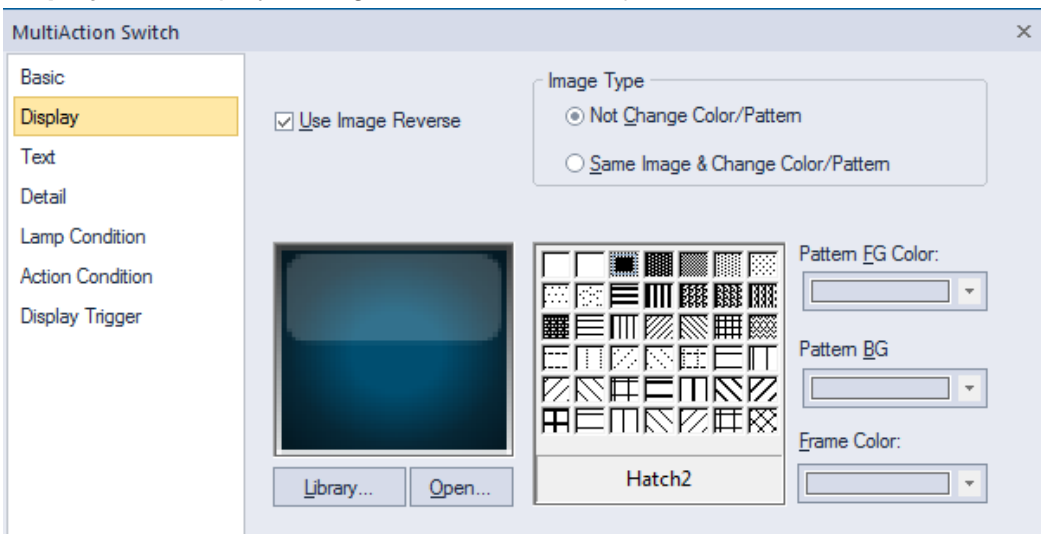 MultiAction Switch
Basic
Display
Text
Detail
Lamp Condition
Action Condition
Display Trigger
Use Image Reverse
Image Type
Not Change Color/Pattern
Same Image & Change Color/Pattern
Library...
Open...
Hatch2
Pattern FG Color:
Pattern BG
Frame Color: